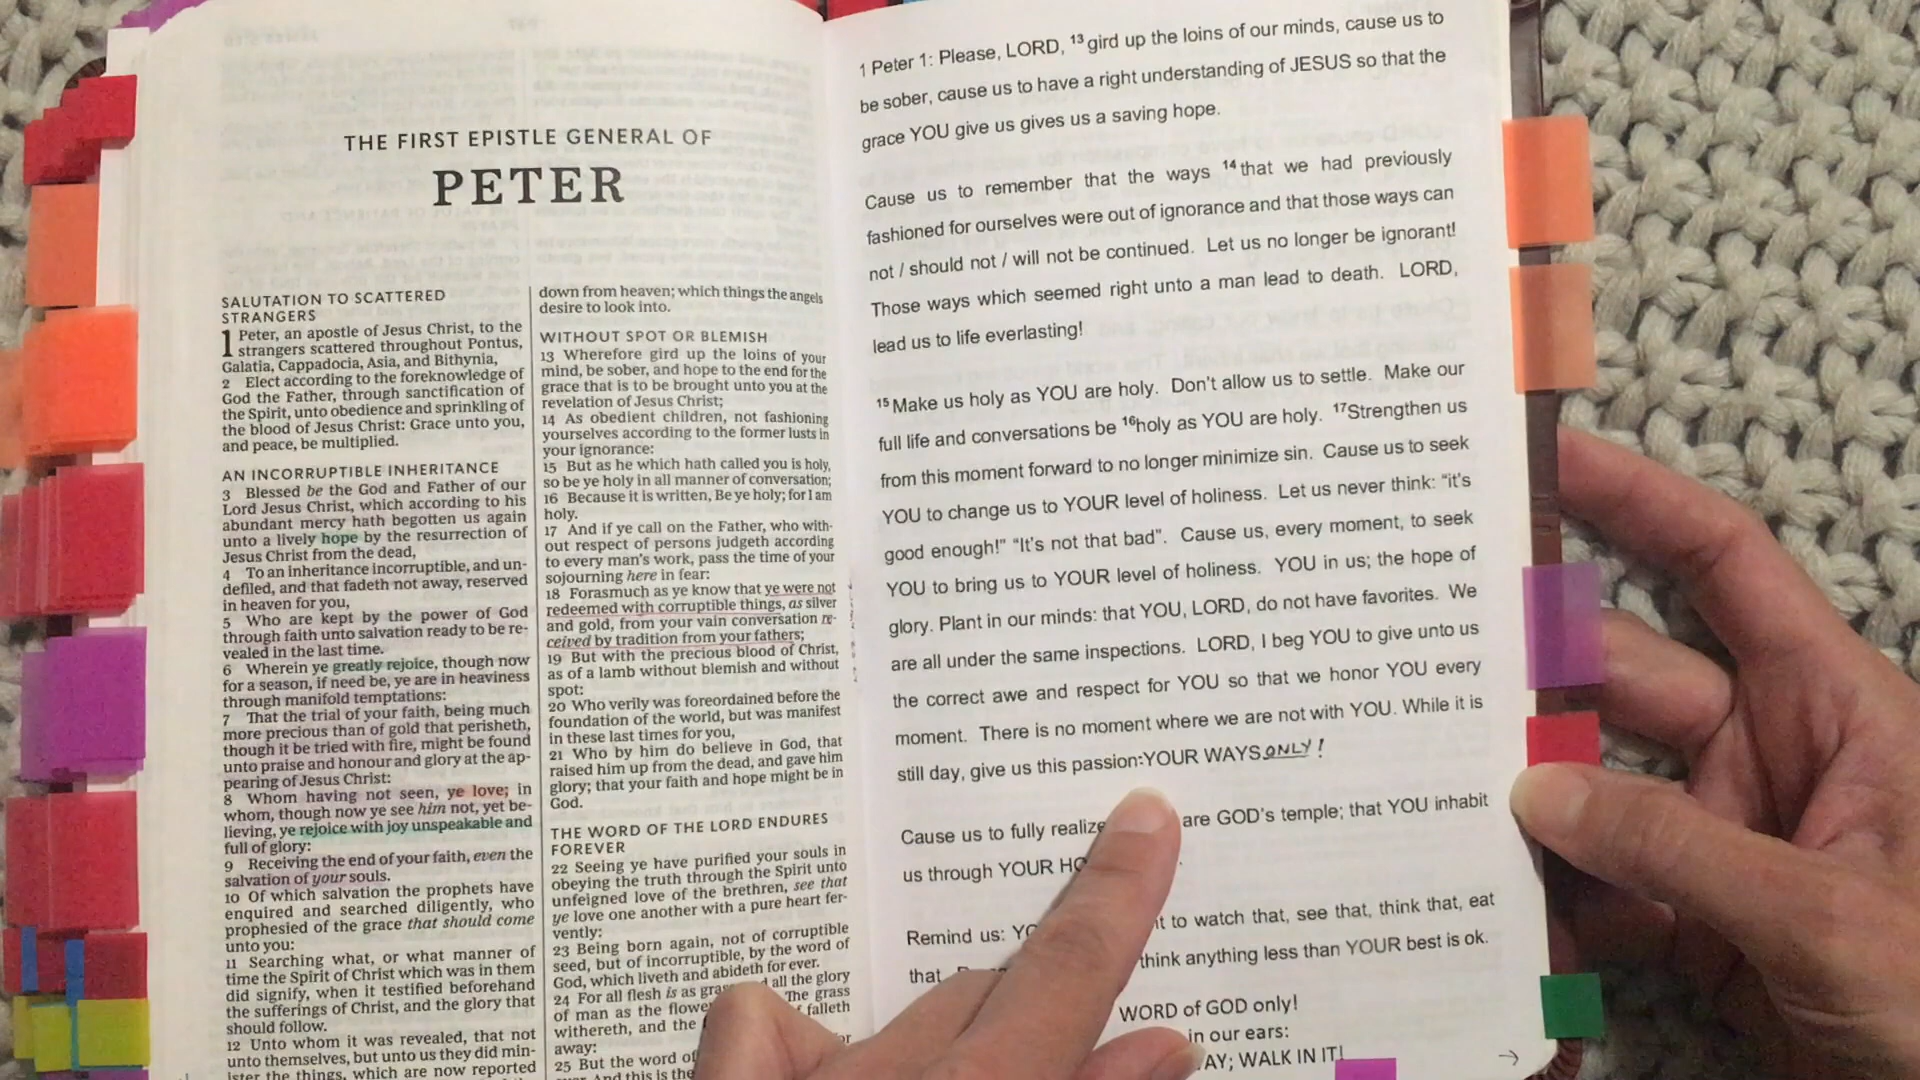 THE FIRST EPISTLE GENERAL OF
PETER
SALUTATION TO SCATTERED
STRANGERS
1 Peter, an apostle of Jesus Christ, to the
strangers scattered throughout Pontus,
Galatia, Cappadocia, Asia, and Bithynia,
2 Elect according to the foreknowledge of
God the Father, through sanctification of
the Spirit, unto obedience and sprinkling of
the blood of Jesus Christ: Grace unto you,
and peace, be multiplied.
AN INCORRUPTIBLE INHERITANCE
3 Blessed be the God and Father of our
Lord Jesus Christ, which according to his
abundant mercy hath begotten us again
unto a lively hope by the resurrection of
Jesus Christ from the dead,
4 To an inheritance incorruptible, and un-
defiled, and that fadeth not away, reserved
in heaven for you,
5 Who are kept by the power of God
through faith unto salvation ready to be re-
vealed in the last time.
6 Wherein ye greatly rejoice, though now
for a season, if need be, ye are in heaviness
through manifold temptations:
7 That the trial of your faith, being much
more precious than of gold that perisheth,
though it be tried with fire, might be found
unto praise and honour and glory at the ap-
pearing of Jesus Christ:
8 Whom having not seen, ye love; in
whom, though now ye see him not, yet be-
lieving, ye rejoice with joy unspeakable and
full of glory:
9 Receiving the end of your faith, even the
salvation of your souls.
10 Of which salvation the prophets have
enquired and searched diligently, who
prophesied of the grace that should come
unto you:
11 Searching what, or what manner of
time the Spirit of Christ which was in them
did signify, when it testified beforehand
the sufferings of Christ, and the glory that
should follow.
12 Unto whom it was revealed, that not
unto themselves, but unto us they did min-
ister the things, which are now reported
down from heaven; which things the angels
desire to look into.
WITHOUT SPOT OR BLEMISH
13 Wherefore gird up the loins of your
mind, be sober, and hope to the end for the
grace that is to be brought unto you at the
revelation of Jesus Christ;
14 As obedient children, not fashioning
yourselves according to the former lusts in
your ignorance:
15 But as he which hath called you is holy,
so be ye holy in all manner of conversation;
16 Because it is written, Be ye holy; for I am
holy.
17 And if ye call on the Father, who with-
out respect of persons judgeth according
to every man's work, pass the time of your
sojourning here in fear:
18 Forasmuch as ye know that ye were not
redeemed with corruptible things, as silver
and gold, from your vain conversation re-
ceived by tradition from your fathers;
19 But with the precious blood of Christ,
as of a lamb without blemish and without
spot:
20 Who verily was foreordained before the
foundation of the world, but was manifest
in these last times for you,
21 Who by him do believe in God, that
raised him up from the dead, and gave him
glory; that your faith and hope might be in
God.
THE WORD OF THE LORD ENDURES
FOREVER
22 Seeing ye have purified your souls in
obeying the truth through the Spirit unto
unfeigned love of the brethren, see that
ye love one another with a pure heart fer-
vently:
23 Being born again, not of corruptible
seed, but of incorruptible, by the word of
God, which liveth and abideth for ever.
24 For all flesh is as all the glory
of man as the The grass
withereth, and the falleth
away:
25 But the word of
And this is the
1 Peter 1: Please, LORD, ¹³gird up the loins of our minds, cause us to
be sober, cause us to have a right understanding of JESUS so that the
grace YOU give us gives us a saving hope.
Cause us to remember that the ways ¹⁴that we had previously
fashioned for ourselves were out of ignorance and that those ways can
not / should not / will not be continued. Let us no longer be ignorant!
Those ways which seemed right unto a man lead to death. LORD,
lead us to life everlasting!
¹⁵Make us holy as YOU are holy. Don't allow us to settle. Make our
full life and conversations be ¹⁶holy as YOU are holy. ¹⁷Strengthen us
from this moment forward to no longer minimize sin. Cause us to seek
YOU to change us to YOUR level of holiness. Let us never think: "it's
good enough!" "It's not that bad". Cause us, every moment, to seek
YOU to bring us to YOUR level of holiness. YOU in us; the hope of
glory. Plant in our minds: that YOU, LORD, do not have favorites. We
are all under the same inspections. LORD, I beg YOU to give unto us
the correct awe and respect for YOU so that we honor YOU every
moment. There is no moment where we are not with YOU. While it is
still day, give us this passion:YOUR WAYS ONLY!
Cause us to fully realize are GOD's temple; that YOU inhabit
us through YOUR
Remind us: to watch that, see that, think that, eat
that think anything less than YOUR best is ok.
WORD of GOD only!
in our ears:
WALK IN IT!